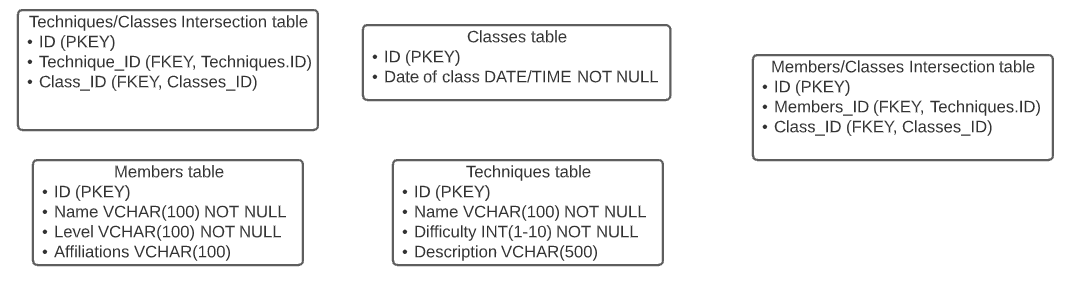 Techniques/Classes Intersection table
• ID (PKEY)
• Technique_ID (FKEY, Techniques.ID)
• Class_ID (FKEY, Classes_ID)
Classes table
• ID (PKEY)
• Date of class DATE/TIME NOT NULL
Members/Classes Intersection table
• ID (PKEY)
• Members_ID (FKEY, Techniques.ID)
• Class_ID (FKEY, Classes_ID)
Members table
• ID (PKEY)
• Name VCHAR(100) NOT NULL
• Level VCHAR(100) NOT NULL
• Affiliations VCHAR(100)
Techniques table
• ID (PKEY)
• Name VCHAR(100) NOT NULL
• Difficulty INT(1-10) NOT NULL
• Description VCHAR(500)